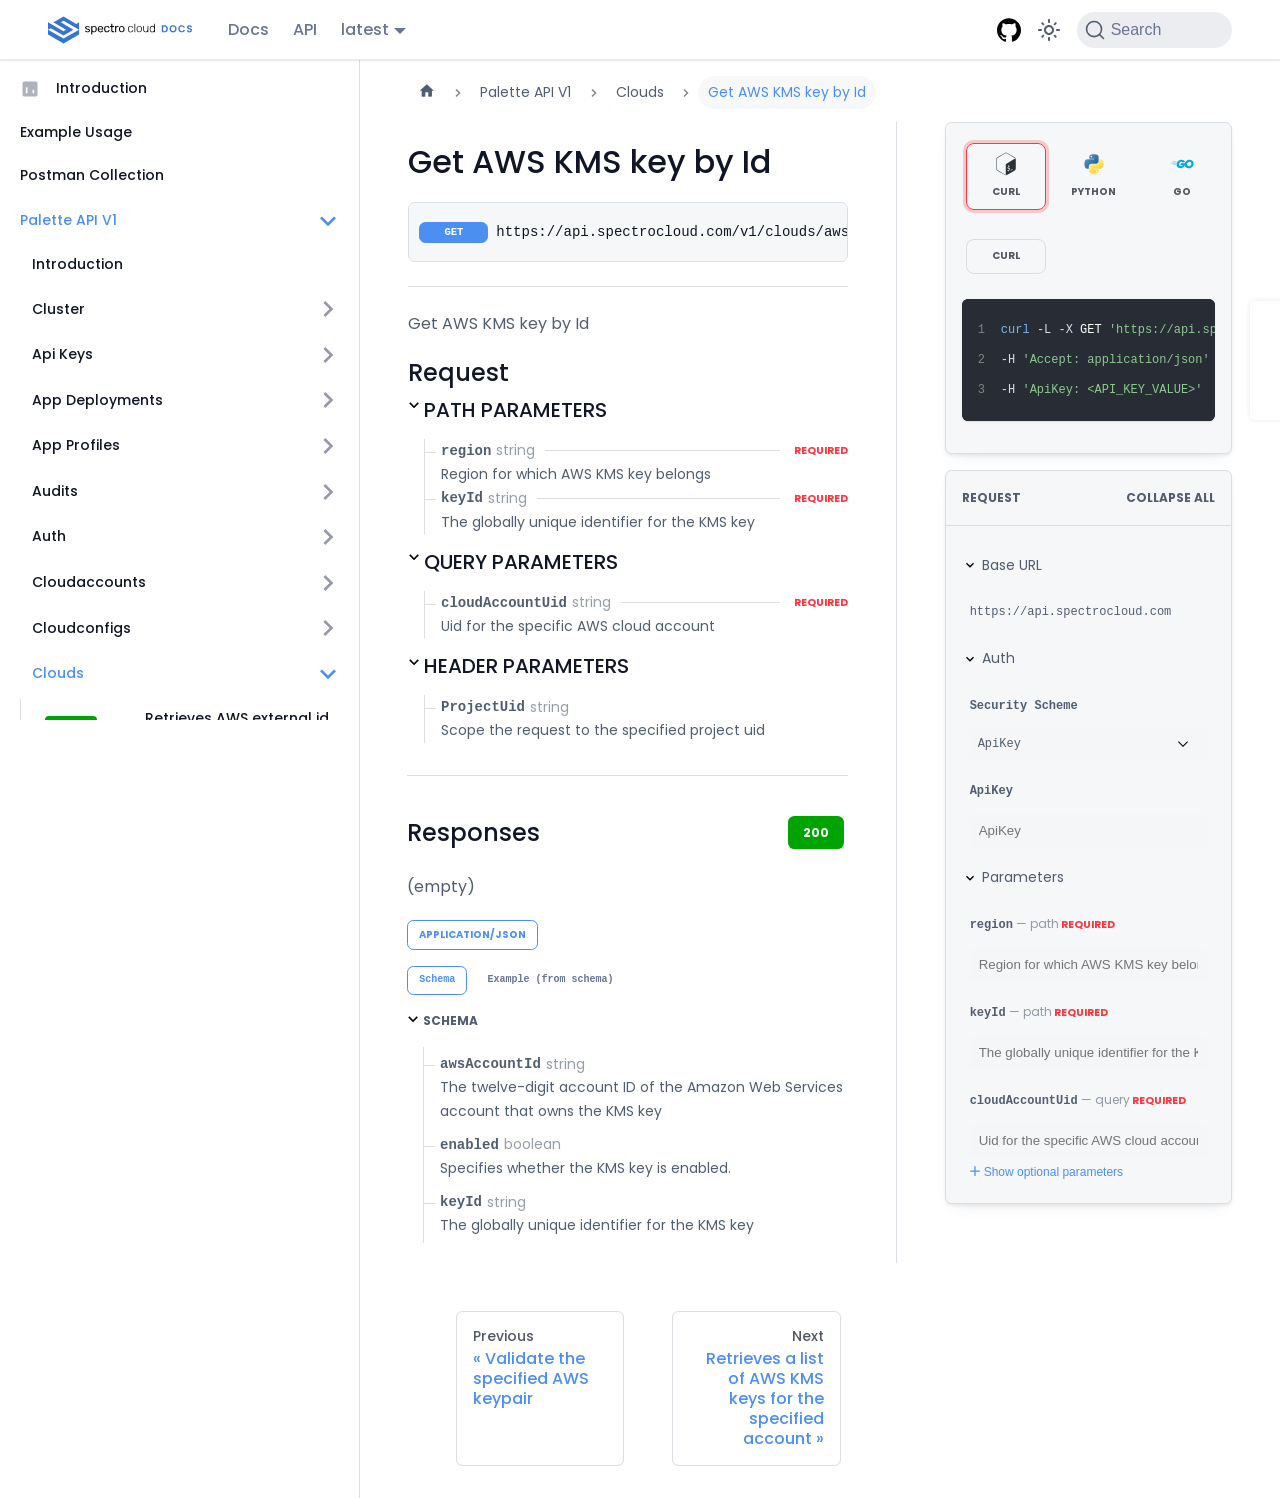 spectro cloud DOCS
Docs
API
latest
Search
Introduction
Example Usage
Postman Collection
Palette API V1
Introduction
Cluster
Api Keys
App Deployments
App Profiles
Audits
Auth
Cloudaccounts
Cloudconfigs
Clouds
Retrieves AWS external id
Palette API V1
Clouds
Get AWS KMS key by Id
Get AWS KMS key by Id
GET https://api.spectrocloud.com/v1/clouds/aws
Get AWS KMS key by Id
Request
PATH PARAMETERS
region string REQUIRED
Region for which AWS KMS key belongs
keyId string REQUIRED
The globally unique identifier for the KMS key
QUERY PARAMETERS
cloudAccountUid string REQUIRED
Uid for the specific AWS cloud account
HEADER PARAMETERS
ProjectUid string
Scope the request to the specified project uid
Responses
200
(empty)
APPLICATION/JSON
Schema
Example (from schema)
SCHEMA
awsAccountId string
The twelve-digit account ID of the Amazon Web Services
account that owns the KMS key
enabled boolean
Specifies whether the KMS key is enabled.
keyId string
The globally unique identifier for the KMS key
Previous
« Validate the
specified AWS
keypair
Next
Retrieves a list
of AWS KMS
keys for the
specified
account »
CURL
PYTHON
GO
GO
CURL
1 curl -L -X GET 'https://api.sp
2 -H 'Accept: application/json'
3 -H 'ApiKey: <API_KEY_VALUE>'
REQUEST
COLLAPSE ALL
Base URL
https://api.spectrocloud.com
Auth
Security Scheme
ApiKey
ApiKey
ApiKey
Parameters
region — path REQUIRED
Region for which AWS KMS key belon
keyId — path REQUIRED
The globally unique identifier for the K
cloudAccountUid — query REQUIRED
Uid for the specific AWS cloud accoun
Show optional parameters